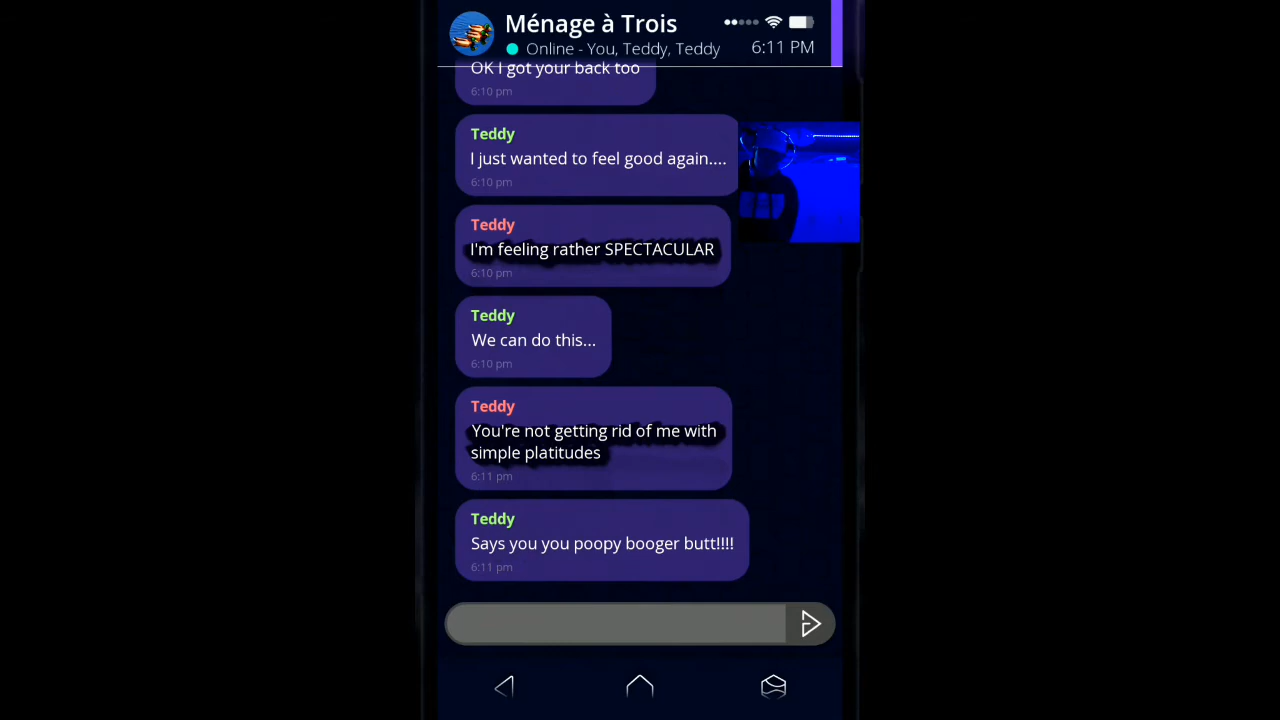 Ménage à Trois
Online - You, Teddy, Teddy
6:11 PM
OK I got your back too
6:10 pm
Teddy
I just wanted to feel good again....
6:10 pm
Teddy
I'm feeling rather SPECTACULAR
6:10 pm
Teddy
We can do this...
6:10 pm
Teddy
You're not getting rid of me with
simple platitudes
6:11 pm
Teddy
Says you you poopy booger butt!!!!
6:11 pm